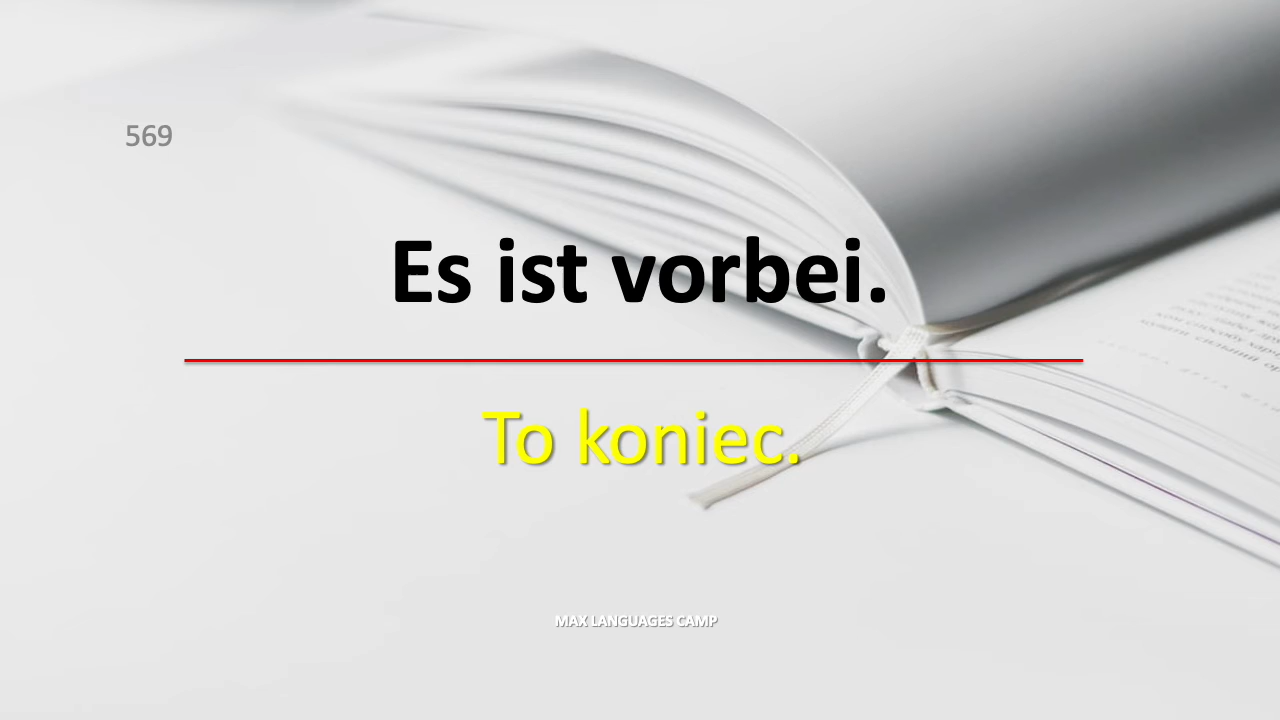 569
Es ist vorbei.
To koniec.
MAX LANGUAGES CAMP